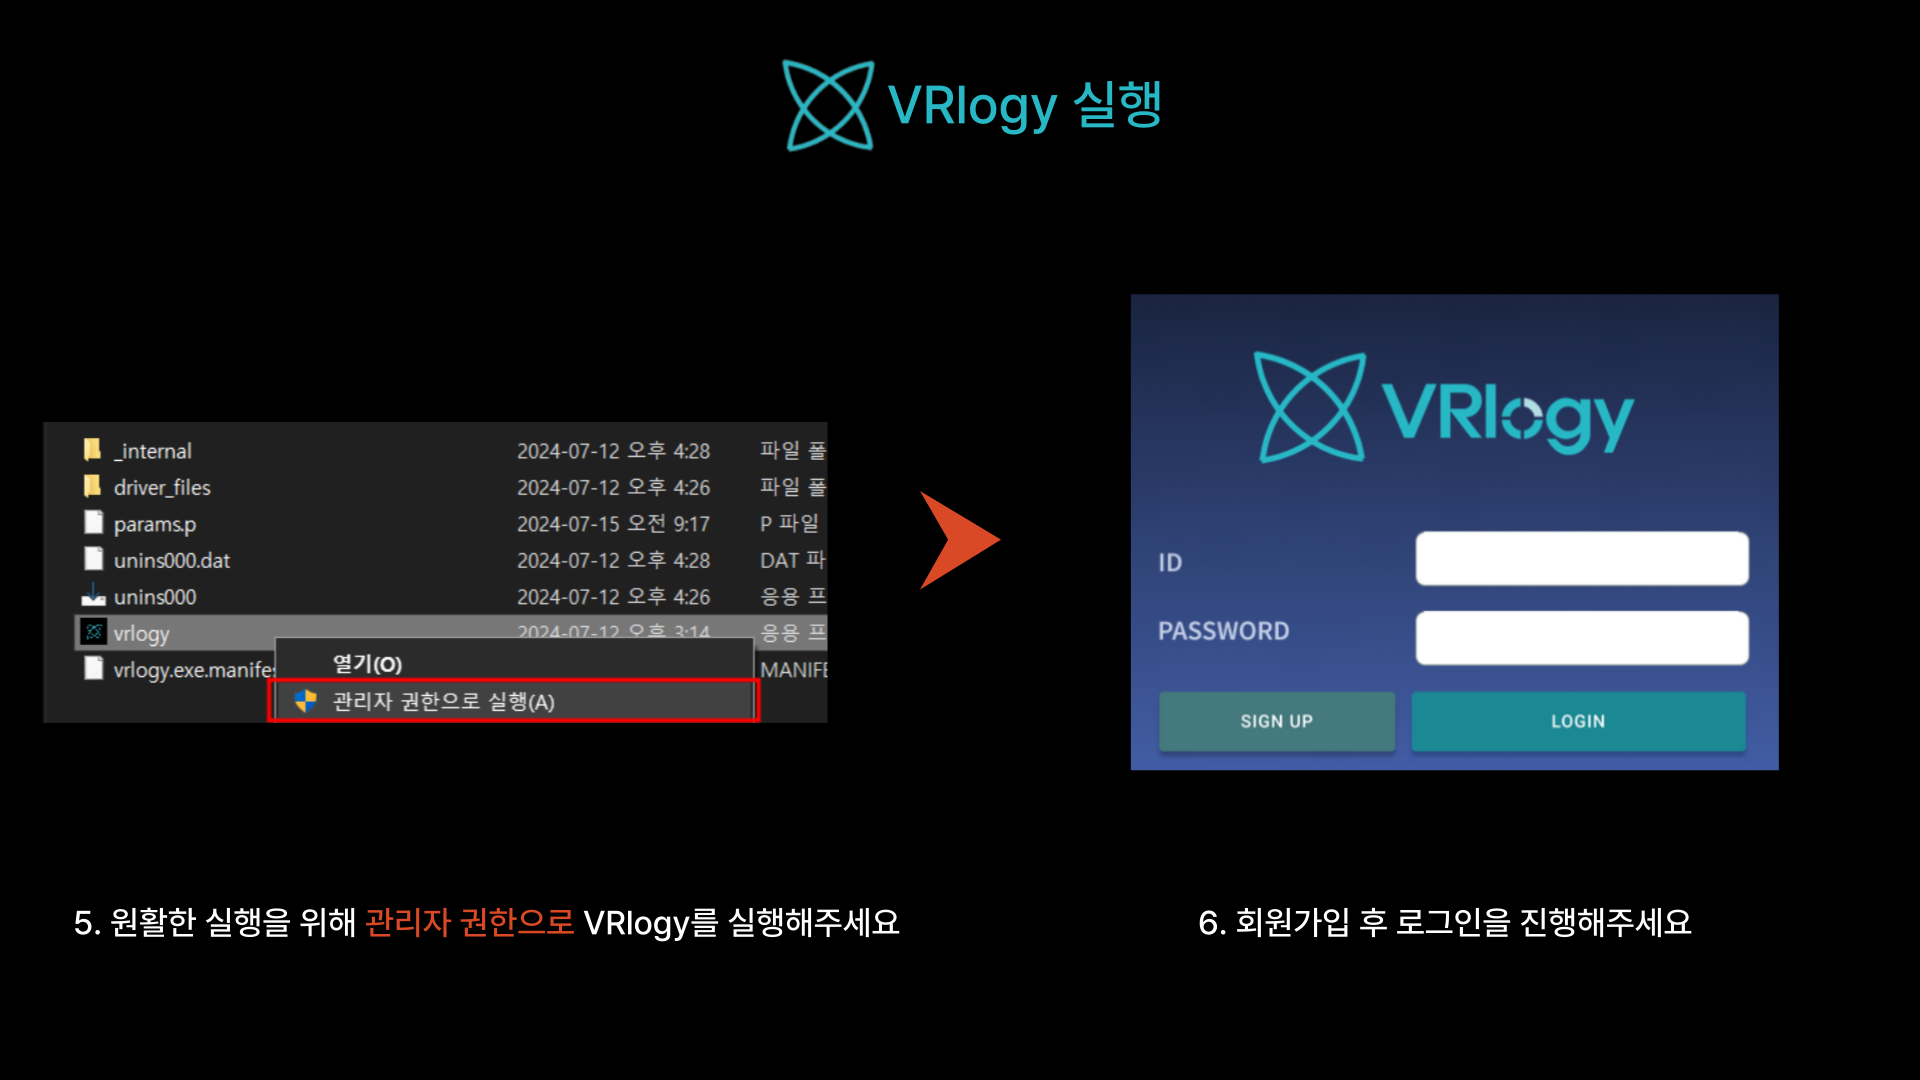 VRlogy 실행
_internal 2024-07-12 오후 4:28 파일 폴
driver_files 2024-07-12 오후 4:26 파일 폴
params.p 2024-07-15 오전 9:17 P 파일
unins000.dat 2024-07-12 오후 4:28 DAT 파
unins000 2024-07-12 오후 4:26 응용 프
vrlogy 2024-07-12 오후 3:14 응용 프
vrlogy.exe.manifes MANIFE
열기(O)
관리자 권한으로 실행(A)
VRlogy
ID
PASSWORD
SIGN UP LOGIN
5. 원활한 실행을 위해 관리자 권한으로 VRlogy를 실행해주세요
6. 회원가입 후 로그인을 진행해주세요